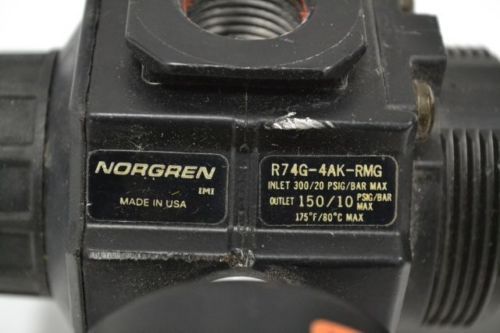 NORGREN
IMI
MADE IN USA
R74G-4AK-RMG
INLET 300/20 PSIG/BAR MAX
OUTLET 150/10 PSIG/BAR MAX
175°F/80°C MAX